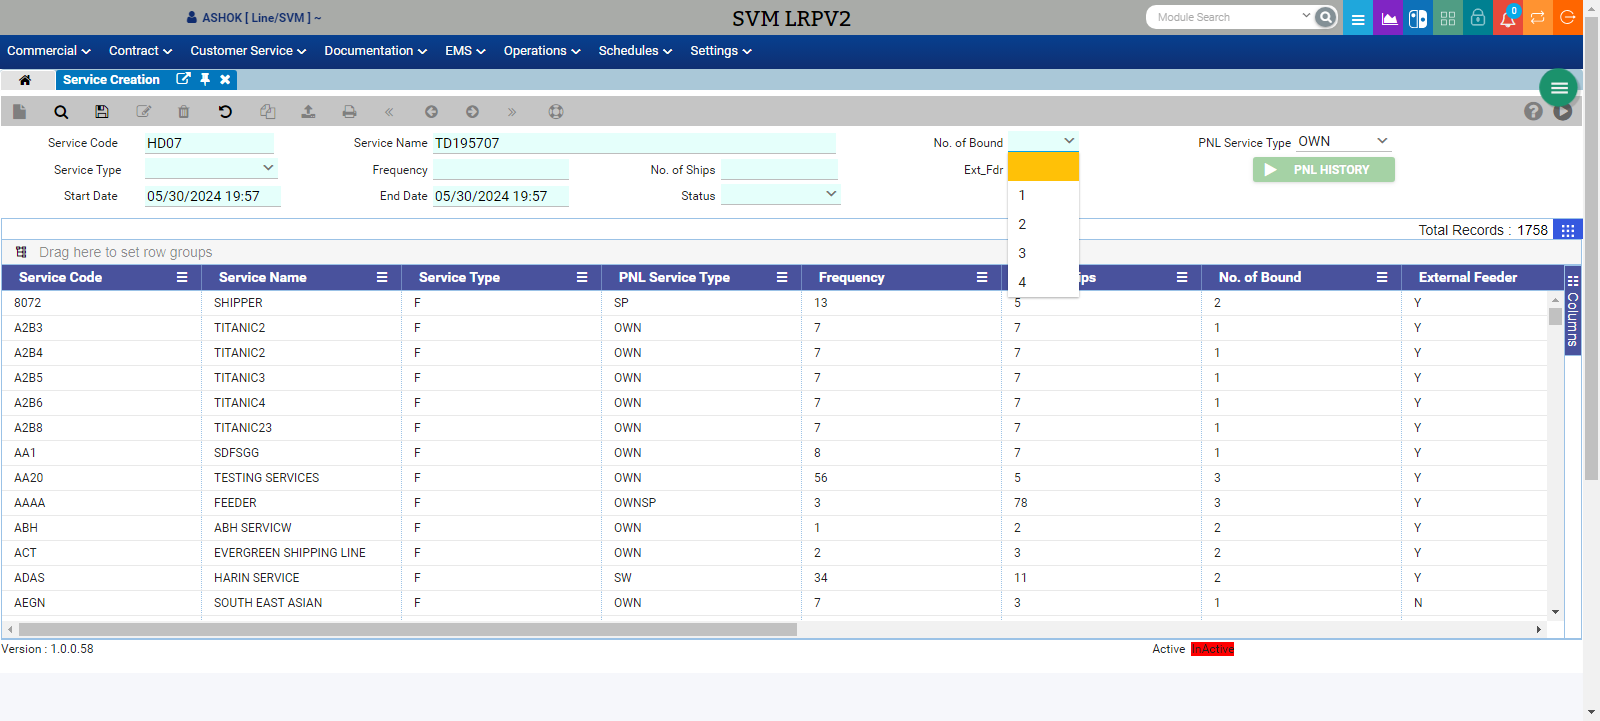 ASHOK [ Line/SVM ] ~
SVM LRPV2
Module Search
0
Commercial Contract Customer Service Documentation EMS Operations Schedules Settings
Service Creation
Service Code HD07 Service Name TD195707 No. of Bound PNL Service Type OWN
Service Type Frequency No. of Ships Ext_Fdr PNL HISTORY
Start Date 05/30/2024 19:57 End Date 05/30/2024 19:57 Status
1
2
3
4
Total Records : 1758
Drag here to set row groups
Service Code Service Name Service Type PNL Service Type Frequency ips No. of Bound External Feeder
8072 SHIPPER F SP 13 5 2 Y
A2B3 TITANIC2 F OWN 7 7 1 Y
A2B4 TITANIC2 F OWN 7 7 1 Y
A2B5 TITANIC3 F OWN 7 7 1 Y
A2B6 TITANIC4 F OWN 7 7 1 Y
A2B8 TITANIC23 F OWN 7 7 1 Y
AA1 SDFSGG F OWN 8 7 1 Y
AA20 TESTING SERVICES F OWN 56 5 3 Y
AAAA FEEDER F OWNSP 3 78 3 Y
ABH ABH SERVICW F OWN 1 2 2 Y
ACT EVERGREEN SHIPPING LINE F OWN 2 3 2 Y
ADAS HARIN SERVICE F SW 34 11 2 Y
AEGN SOUTH EAST ASIAN F OWN 7 3 1 N
Columns
Version : 1.0.0.58
Active InActive